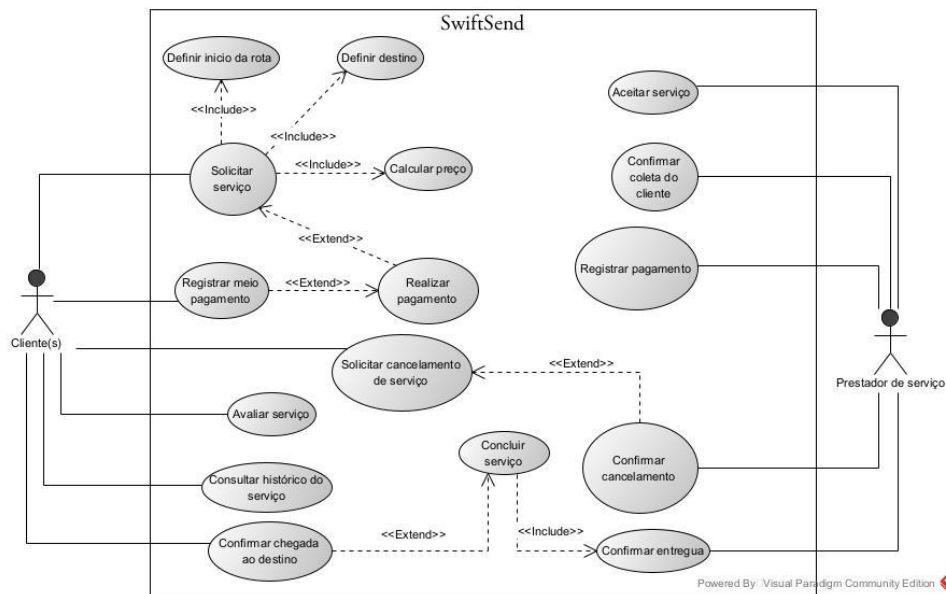 SwiftSend
Definir inicio da rota
Definir destino
<<Include>>
<<Include>>
Solicitar
serviço
<<Include>>
Calcular preço
Aceitar serviço
Confirmar
coleta do
cliente
<<Extend>>
Registrar meio
pagamento
<<Extend>>
Realizar
pagamento
Registrar pagamento
Cliente(s)
Solicitar cancelamento
de serviço
<<Extend>>
Prestador de serviço
Avaliar serviço
Concluir
serviço
Confirmar
cancelamento
Consultar histórico do
serviço
Confirmar chegada
ao destino
<<Extend>>
<<Include>>
Confirmar entregua
Powered By Visual Paradigm Community Edition